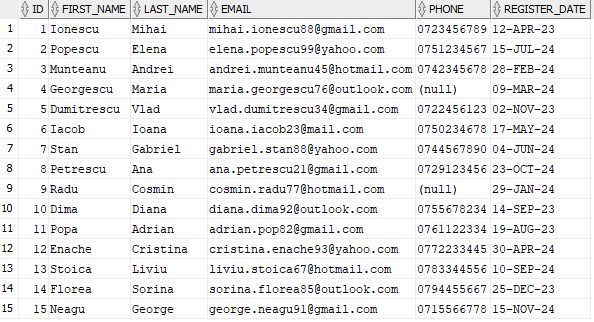 ID FIRST_NAME LAST_NAME EMAIL PHONE REGISTER_DATE
1 1 Ionescu Mihai mihai.ionescu88@gmail.com 0723456789 12-APR-23
2 2 Popescu Elena elena.popescu99@yahoo.com 0751234567 15-JUL-24
3 3 Munteanu Andrei andrei.munteanu45@hotmail.com 0742345678 28-FEB-24
4 4 Georgescu Maria maria.georgescu76@outlook.com (null) 09-MAR-24
5 5 Dumitrescu Vlad vlad.dumitrescu34@gmail.com 0722456123 02-NOV-23
6 6 Iacob Ioana ioana.iacob23@mail.com 0750234678 17-MAY-24
7 7 Stan Gabriel gabriel.stan88@yahoo.com 0744567890 04-JUN-24
8 8 Petrescu Ana ana.petrescu21@gmail.com 0729123456 23-OCT-24
9 9 Radu Cosmin cosmin.radu77@hotmail.com (null) 29-JAN-24
10 10 Dima Diana diana.dima92@outlook.com 0755678234 14-SEP-23
11 11 Popa Adrian adrian.pop82@gmail.com 0761122334 19-AUG-23
12 12 Enache Cristina cristina.enache93@yahoo.com 0772233445 30-APR-24
13 13 Stoica Liviu liviu.stoica67@hotmail.com 0783344556 10-SEP-24
14 14 Florea Sorina sorina.florea85@outlook.com 0794455667 25-DEC-23
15 15 Neagu George george.neagu91@gmail.com 0715566778 15-NOV-24